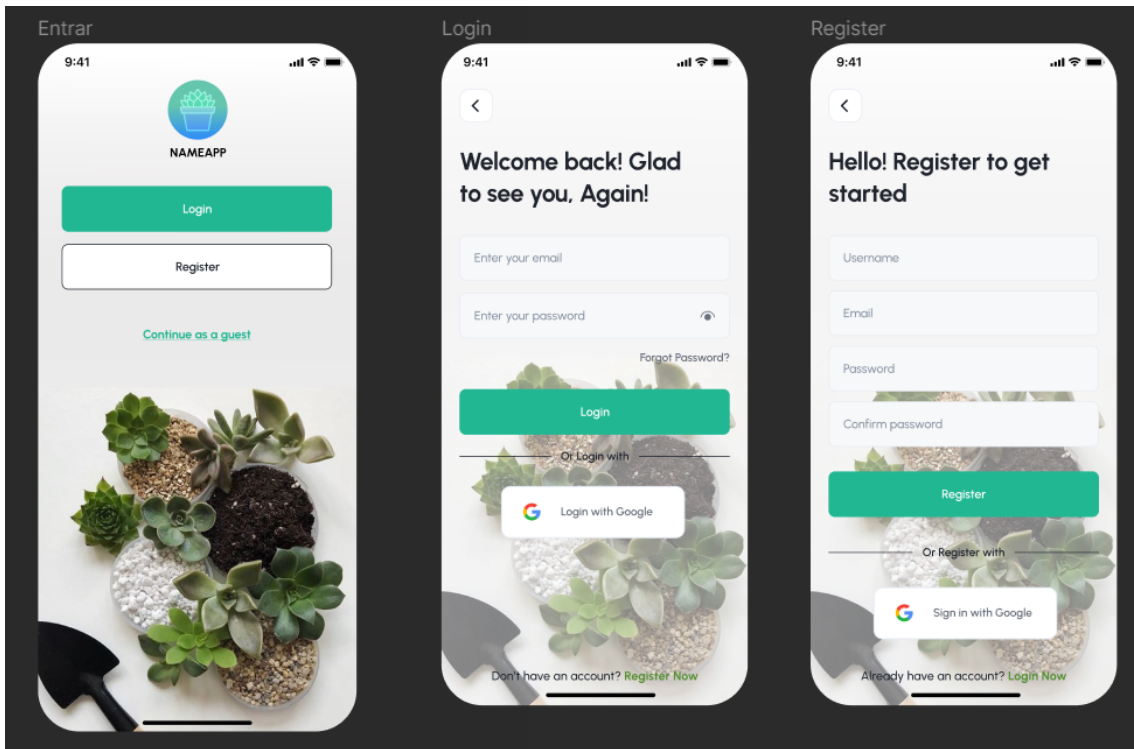 Entrar
9:41
NAMEAPP
Login
Register
Continue as a guest
Login
9:41
Welcome back! Glad
to see you, Again!
Enter your email
Enter your password
Forgot Password?
Login
Or Login with
Login with Google
Don't have an account? Register Now
Register
9:41
Hello! Register to get
started
Username
Email
Password
Confirm password
Register
Or Register with
Sign in with Google
Already have an account? Login Now